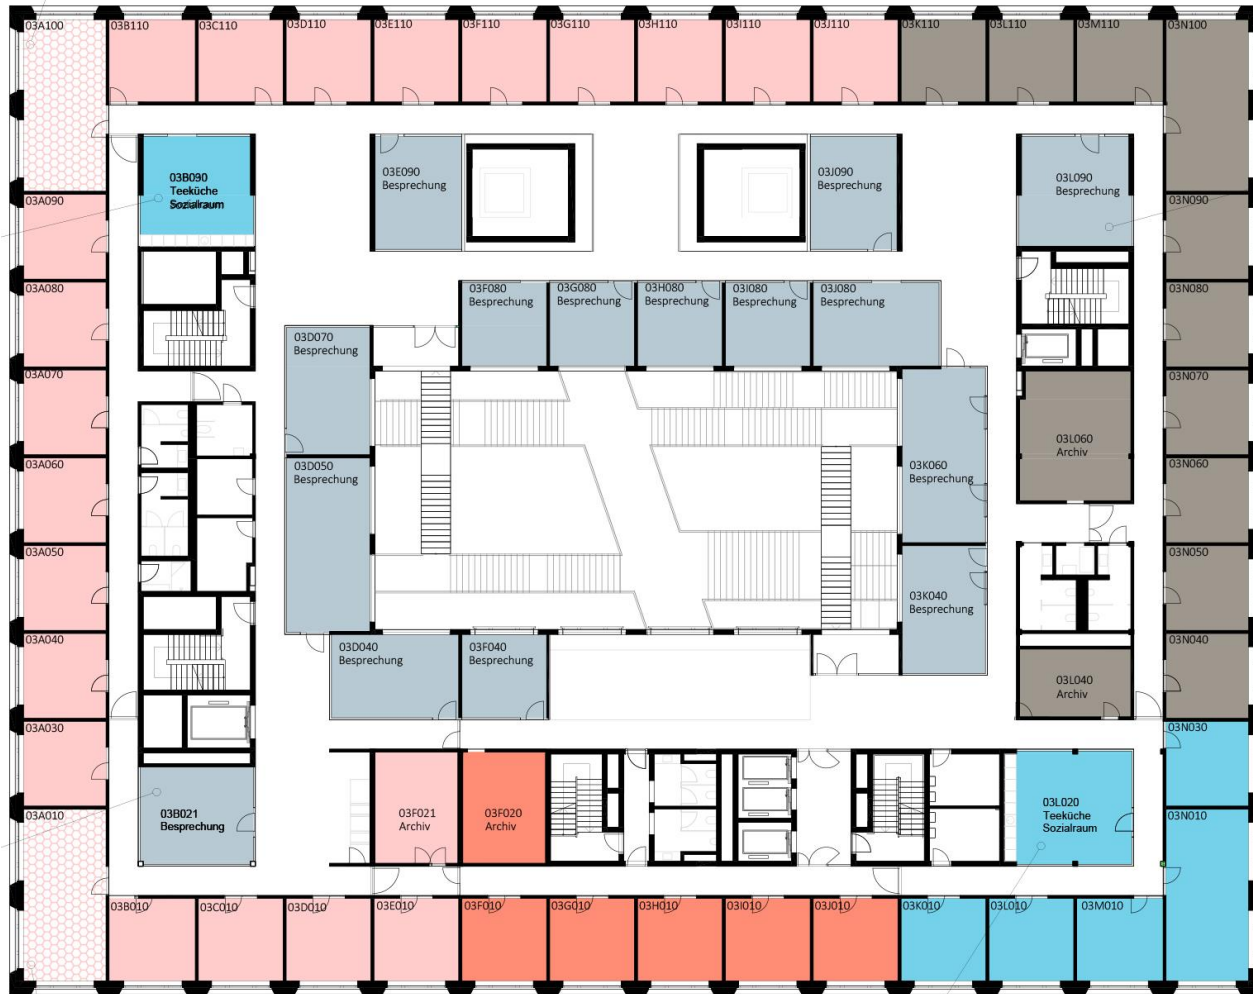 03A100
03B110
03C110
03D110
03E110
03F110
03G110
03H110
03I110
03J110
03K110
03L110
03M110
03N100
03B090
Teeküche
Sozialraum
03E090
Besprechung
03J090
Besprechung
03L090
Besprechung
03A090
03N090
03A080
03F080
Besprechung
03G080
Besprechung
03H080
Besprechung
03I080
Besprechung
03J080
Besprechung
03N080
03D070
Besprechung
03A070
03N070
03L060
Archiv
03A060
03D050
Besprechung
03K060
Besprechung
03N060
03A050
03N050
03K040
Besprechung
03A040
03D040
Besprechung
03F040
Besprechung
03N040
03L040
Archiv
03A030
03N030
03B021
Besprechung
03F021
Archiv
03F020
Archiv
03L020
Teeküche
Sozialraum
03A010
03N010
03B010
03C010
03D010
03E010
03F010
03G010
03H010
03I010
03J010
03K010
03L010
03M010